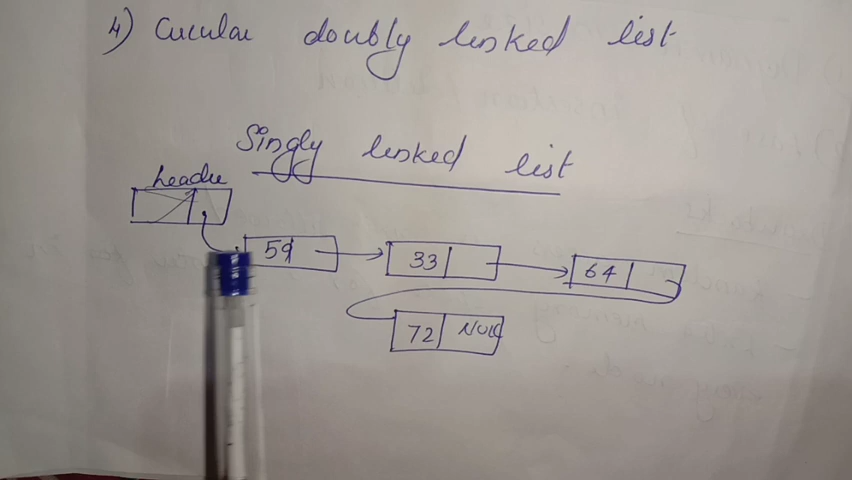 4) Circular doubly linked list
Singly linked list
header
59 33 64
72 NULL